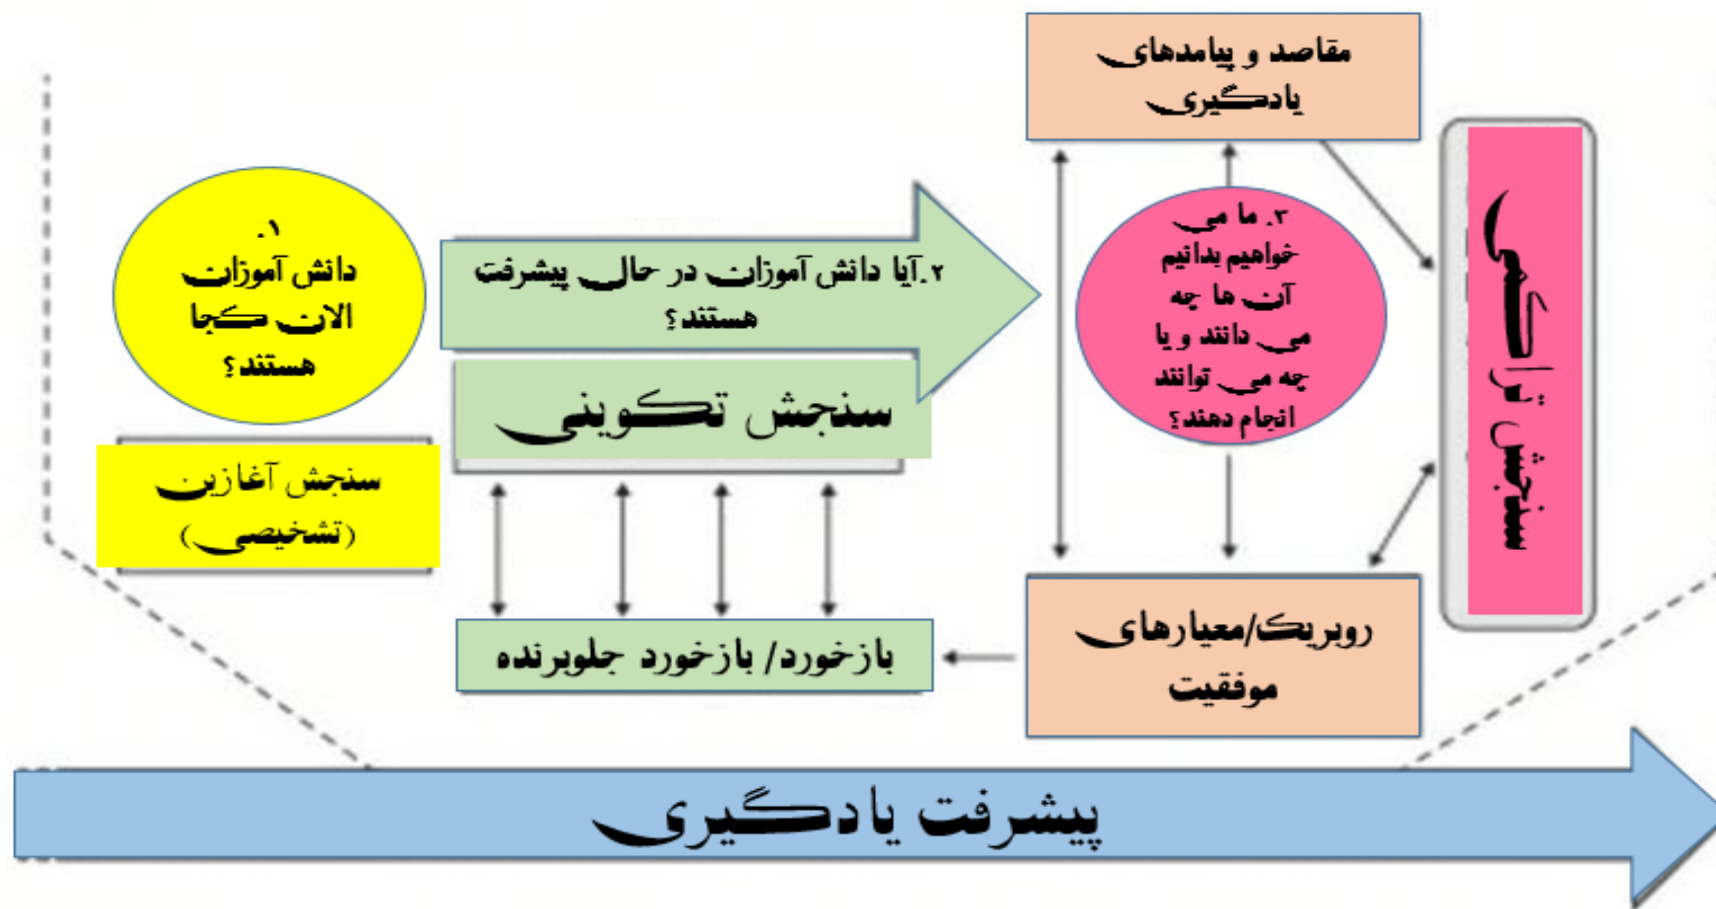 مقاصد و پیامدهای
یادگیری
۱.
دانش آموزان
الان کجا
هستند؟
سنجش آغازین
(تشخیصی)
۲.آیا دانش آموزان در حال پیشرفت
هستند؟
سنجش تکوینی
بازخورد/ بازخورد جلوبرنده
۳. ما می
خواهیم بدانیم
آن ها چه
می دانند و یا
چه می توانند
انجام دهند؟
روبریک/معیارهای
موفقیت
سنجش تراکمی
پیشرفت یادگیری